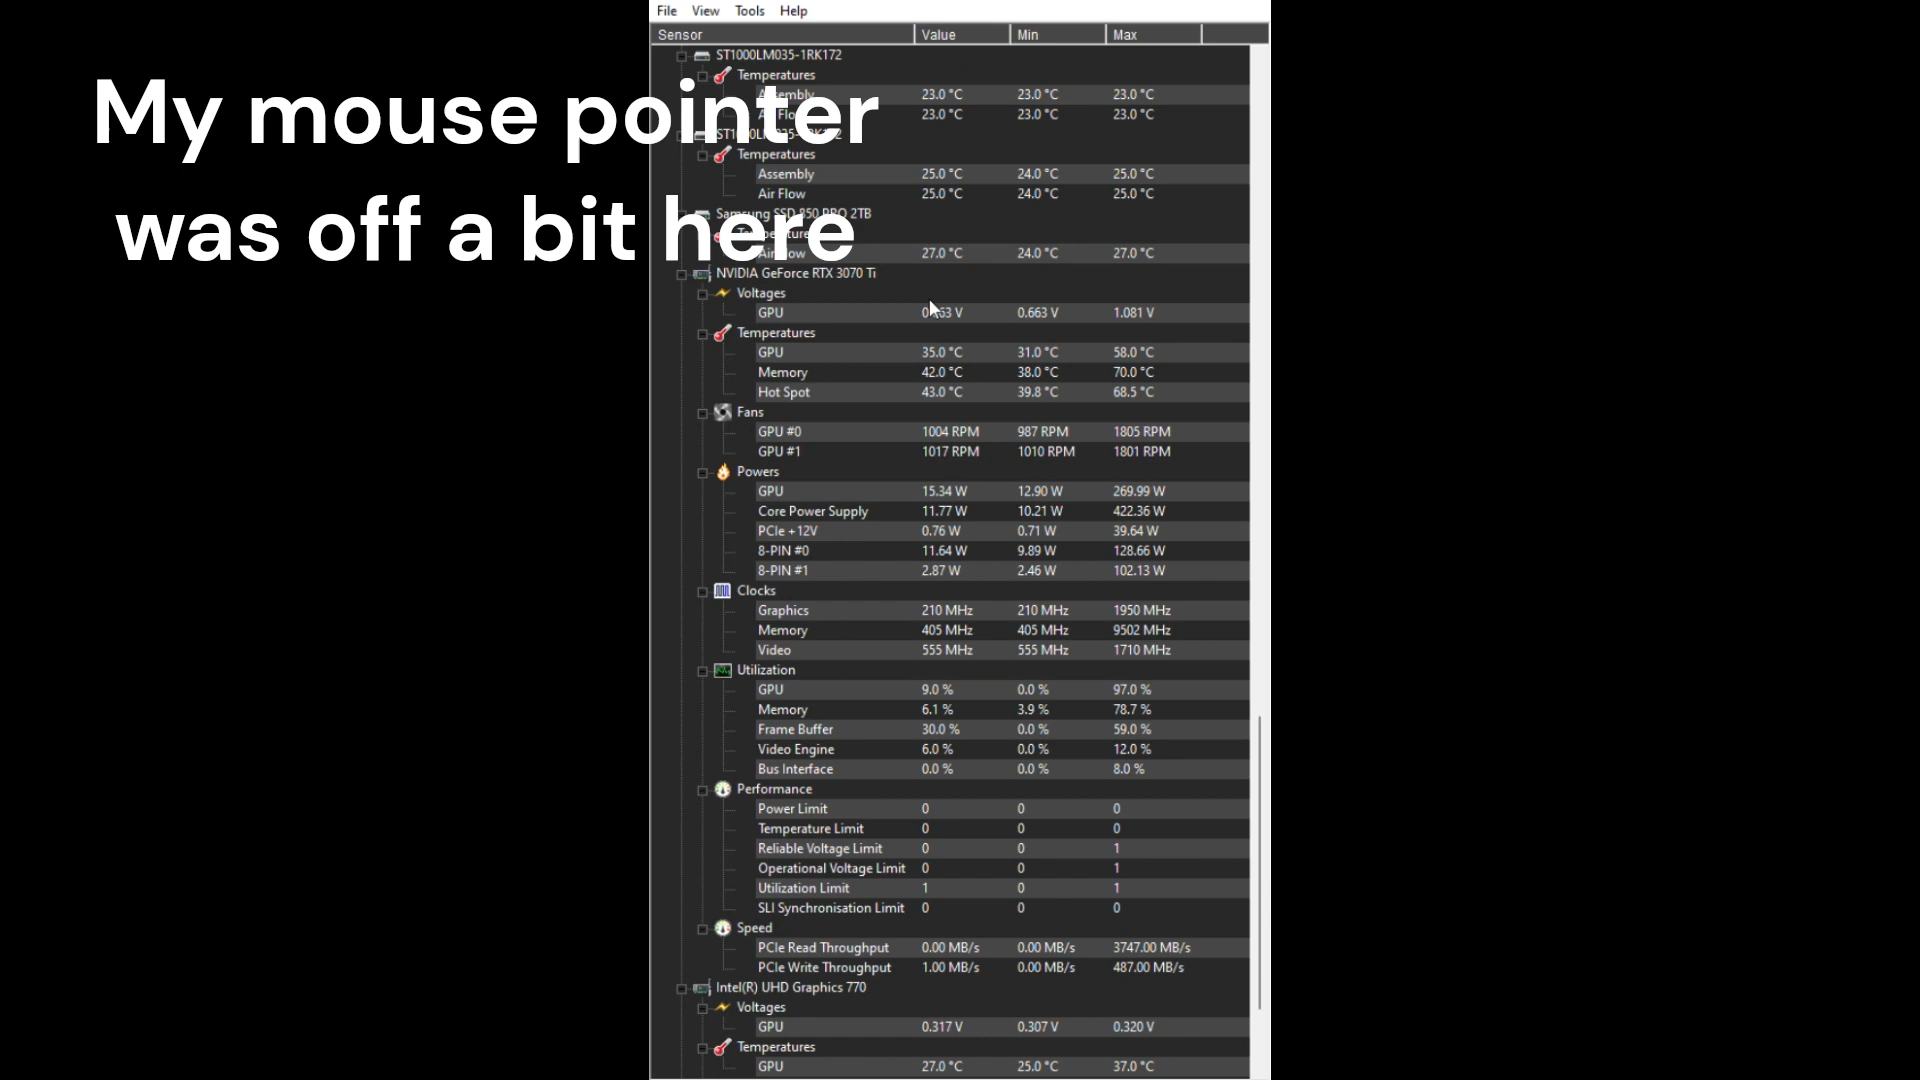 File View Tools Help
Sensor Value Min Max
ST1000LM035-1RK172
Temperatures
My mouse pointer
was off a bit here
Assembly 23.0 °C 23.0 °C 23.0 °C
Air Flow 23.0 °C 23.0 °C 23.0 °C
ST1000LM035-1RK172
Temperatures
Assembly 25.0 °C 24.0 °C 25.0 °C
Air Flow 25.0 °C 24.0 °C 25.0 °C
Samsung SSD 850 PRO 2TB
Temperatures
Air Flow 27.0 °C 24.0 °C 27.0 °C
NVIDIA GeForce RTX 3070 Ti
Voltages
GPU 0.663 V 0.663 V 1.081 V
Temperatures
GPU 35.0 °C 31.0 °C 58.0 °C
Memory 42.0 °C 38.0 °C 70.0 °C
Hot Spot 43.0 °C 39.8 °C 68.5 °C
Fans
GPU #0 1004 RPM 987 RPM 1805 RPM
GPU #1 1017 RPM 1010 RPM 1801 RPM
Powers
GPU 15.34 W 12.90 W 269.99 W
Core Power Supply 11.77 W 10.21 W 422.36 W
PCIe +12V 0.76 W 0.71 W 39.64 W
8-PIN #0 11.64 W 9.89 W 128.66 W
8-PIN #1 2.87 W 2.46 W 102.13 W
Clocks
Graphics 210 MHz 210 MHz 1950 MHz
Memory 405 MHz 405 MHz 9502 MHz
Video 555 MHz 555 MHz 1710 MHz
Utilization
GPU 9.0 % 0.0 % 97.0 %
Memory 6.1 % 3.9 % 78.7 %
Frame Buffer 30.0 % 0.0 % 59.0 %
Video Engine 6.0 % 0.0 % 12.0 %
Bus Interface 0.0 % 0.0 % 8.0 %
Performance
Power Limit 0 0 0
Temperature Limit 0 0 0
Reliable Voltage Limit 0 0 1
Operational Voltage Limit 0 0 1
Utilization Limit 1 0 1
SLI Synchronisation Limit 0 0 0
Speed
PCIe Read Throughput 0.00 MB/s 0.00 MB/s 3747.00 MB/s
PCIe Write Throughput 1.00 MB/s 0.00 MB/s 487.00 MB/s
Intel(R) UHD Graphics 770
Voltages
GPU 0.317 V 0.307 V 0.320 V
Temperatures
GPU 27.0 °C 25.0 °C 37.0 °C